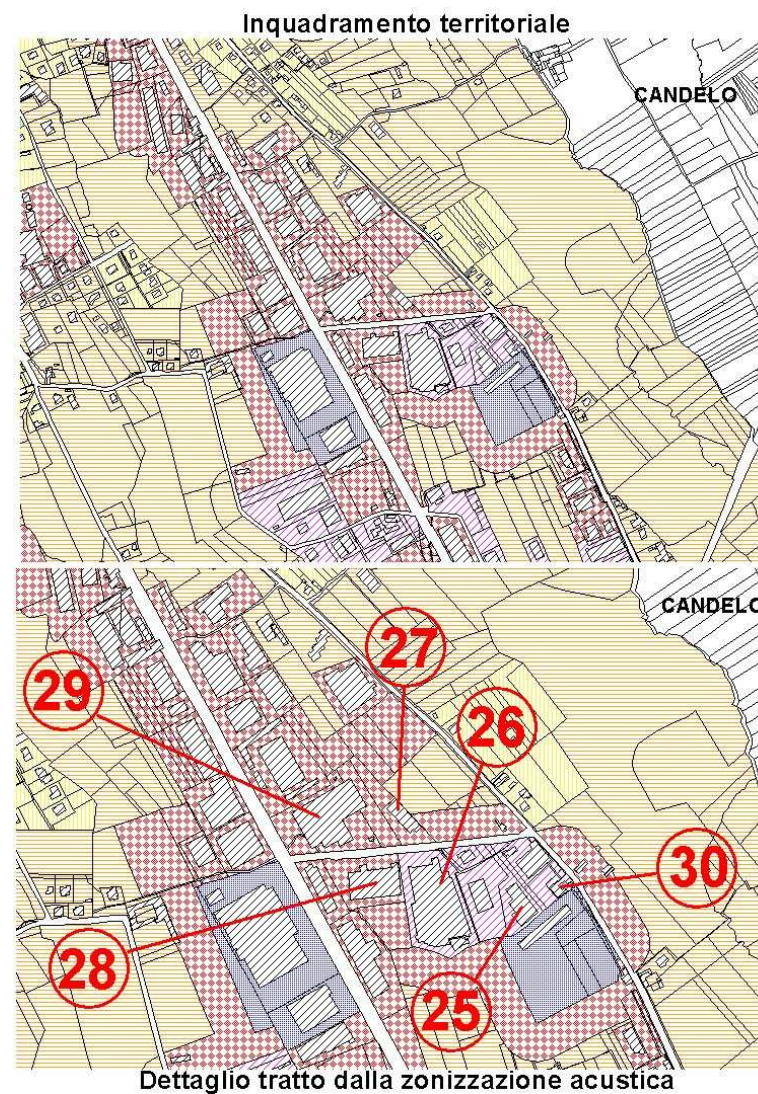 Inquadramento territoriale
CANDELO
CANDELO
27
29
26
30
28
25
Dettaglio tratto dalla zonizzazione acustica